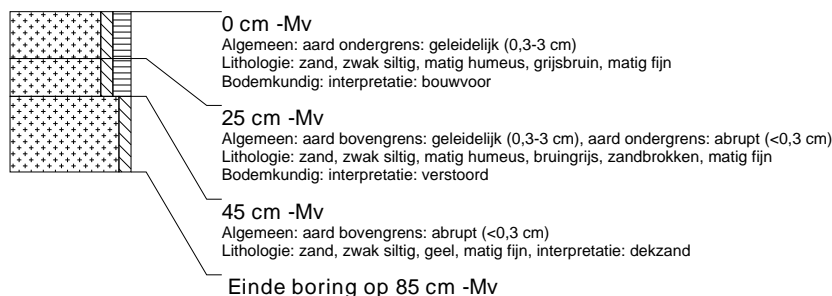 0 cm -Mv
Algemeen: aard ondergrens: geleidelijk (0,3-3 cm)
Lithologie: zand, zwak siltig, matig humeus, grijsbruin, matig fijn
Bodemkundig: interpretatie: bouwvoor
25 cm -Mv
Algemeen: aard bovengrens: geleidelijk (0,3-3 cm), aard ondergrens: abrupt (<0,3 cm)
Lithologie: zand, zwak siltig, matig humeus, bruingrijs, zandbrokken, matig fijn
Bodemkundig: interpretatie: verstoord
45 cm -Mv
Algemeen: aard bovengrens: abrupt (<0,3 cm)
Lithologie: zand, zwak siltig, geel, matig fijn, interpretatie: dekzand
Einde boring op 85 cm -Mv